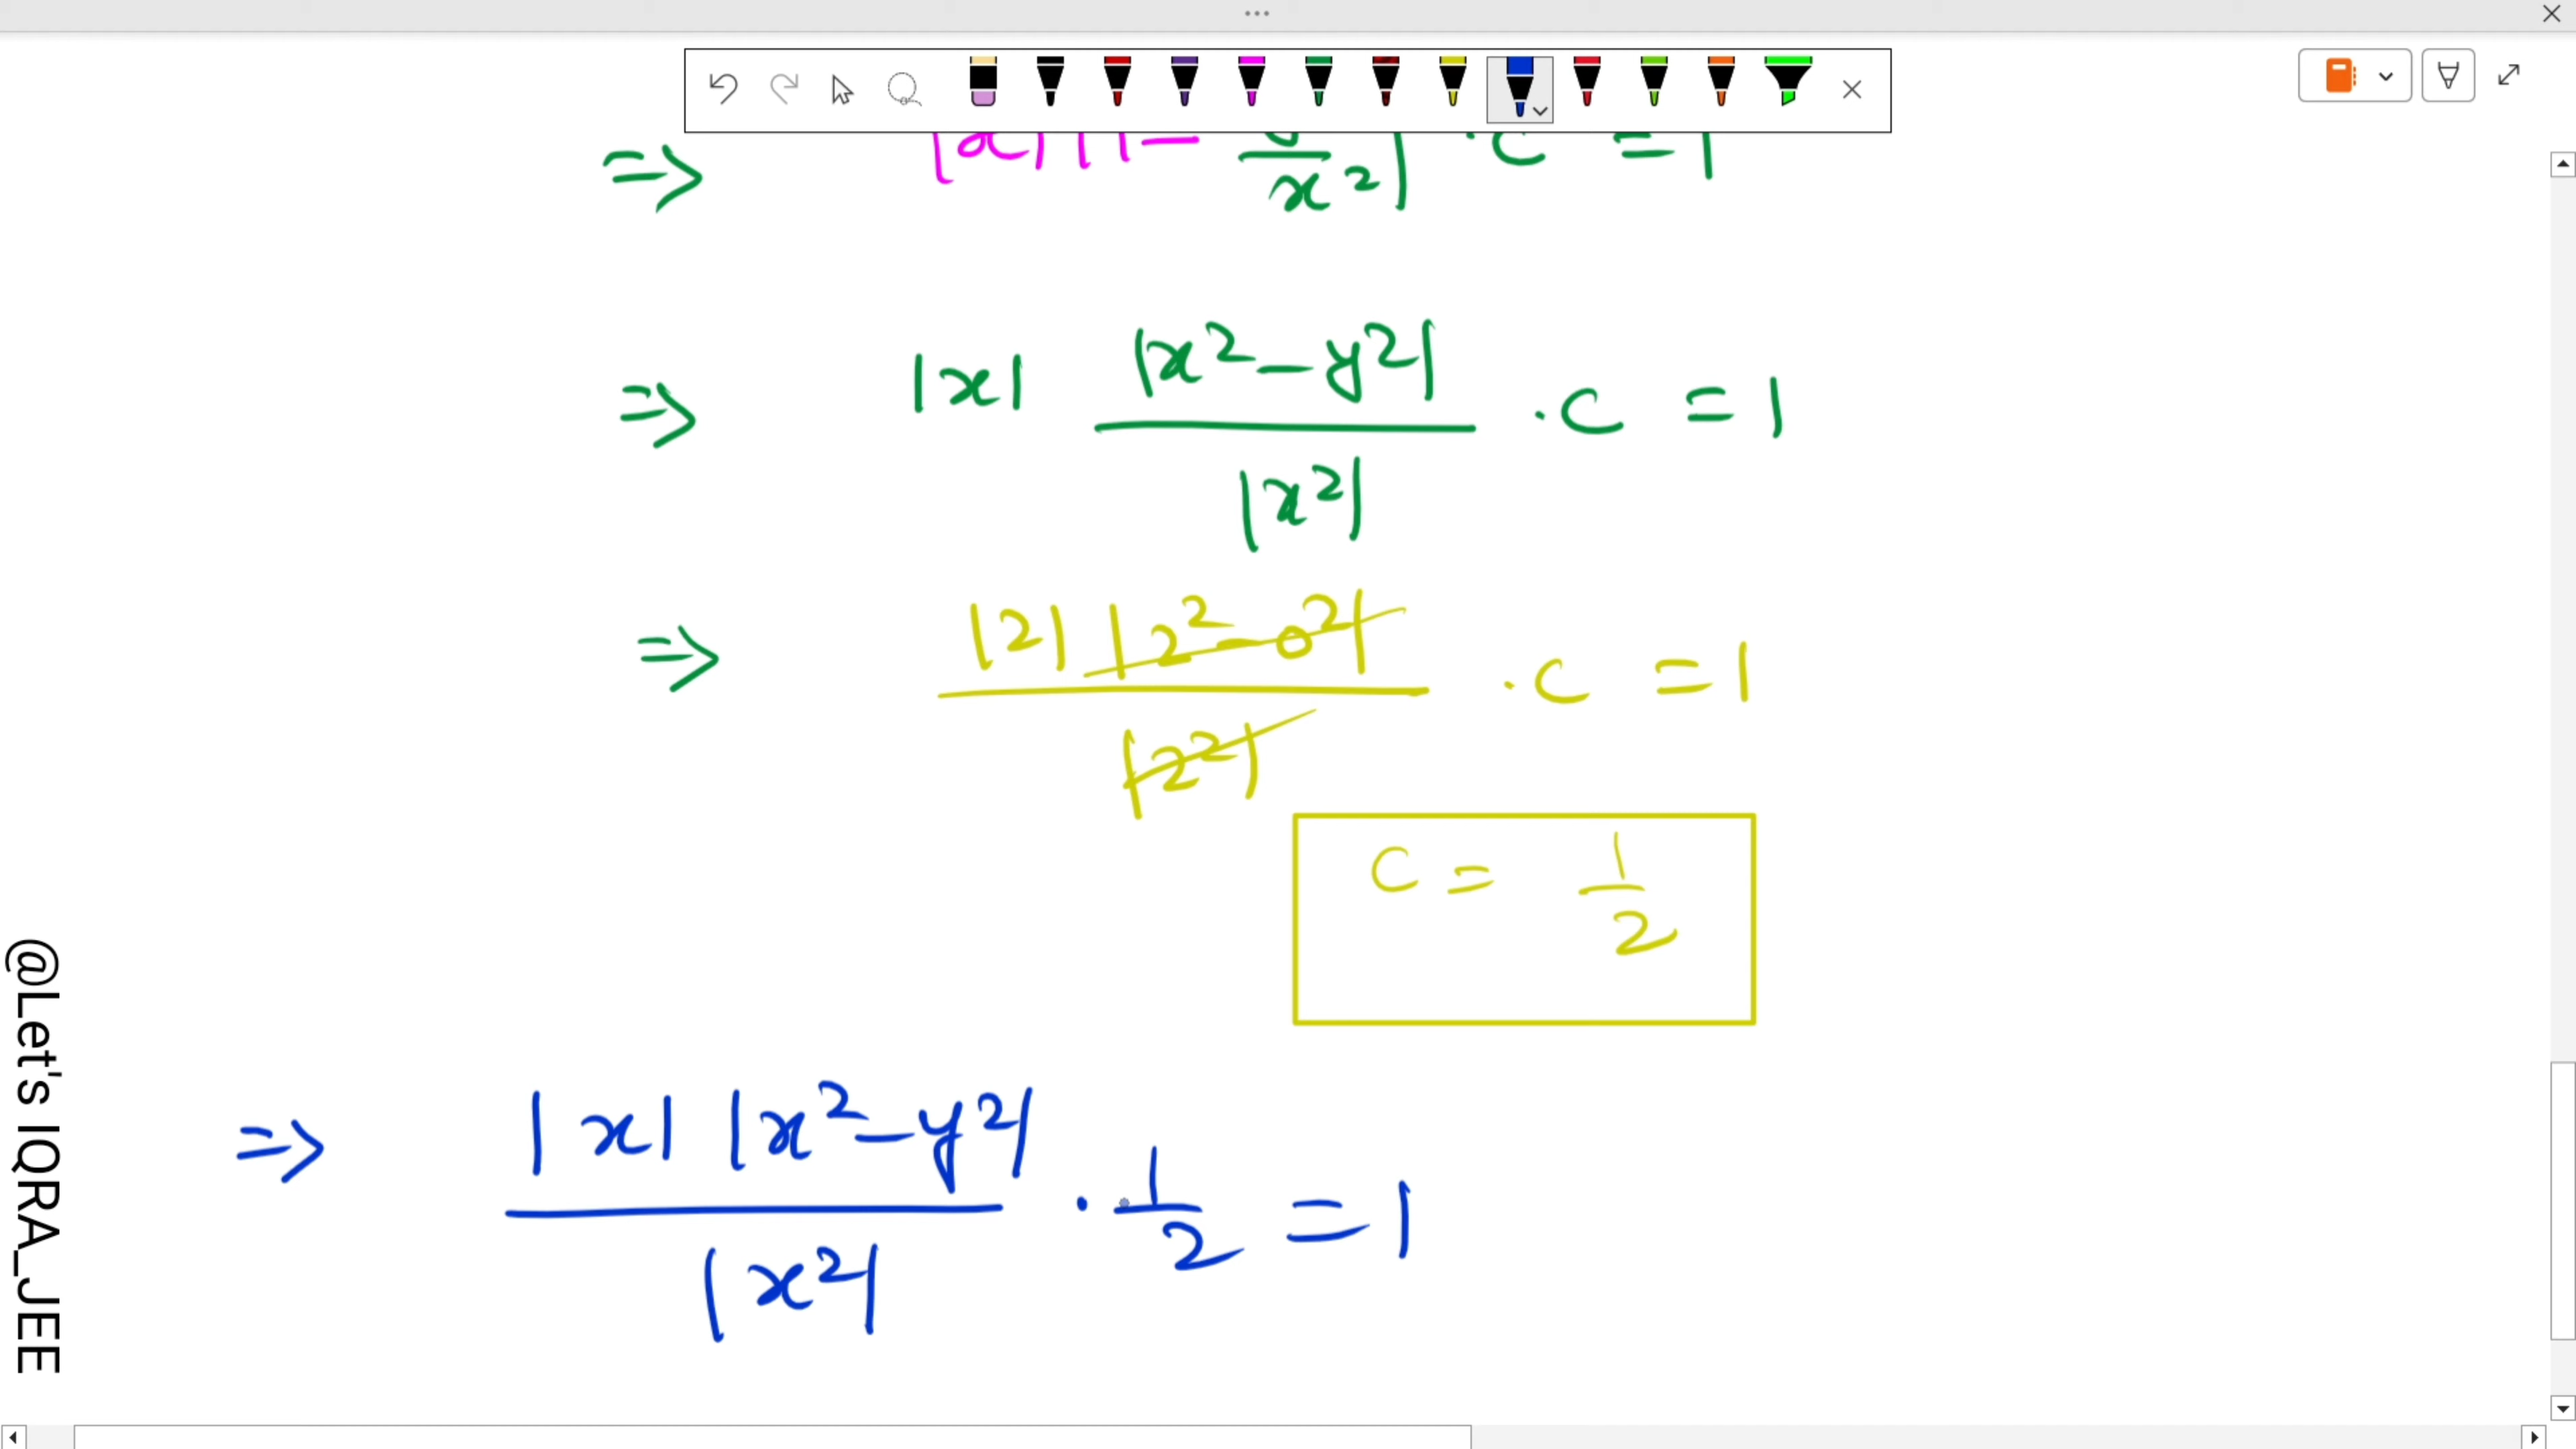 => |x| |1 - — x²| · c = 1
=> |x| |x² - y²| / |x²| · c = 1
=> |2| |2² - 0²| / |2²| · c = 1
c = 1/2
=> |x| |x² - y²| / |x²| · 1/2 = 1
@Let's IQRA_JEE